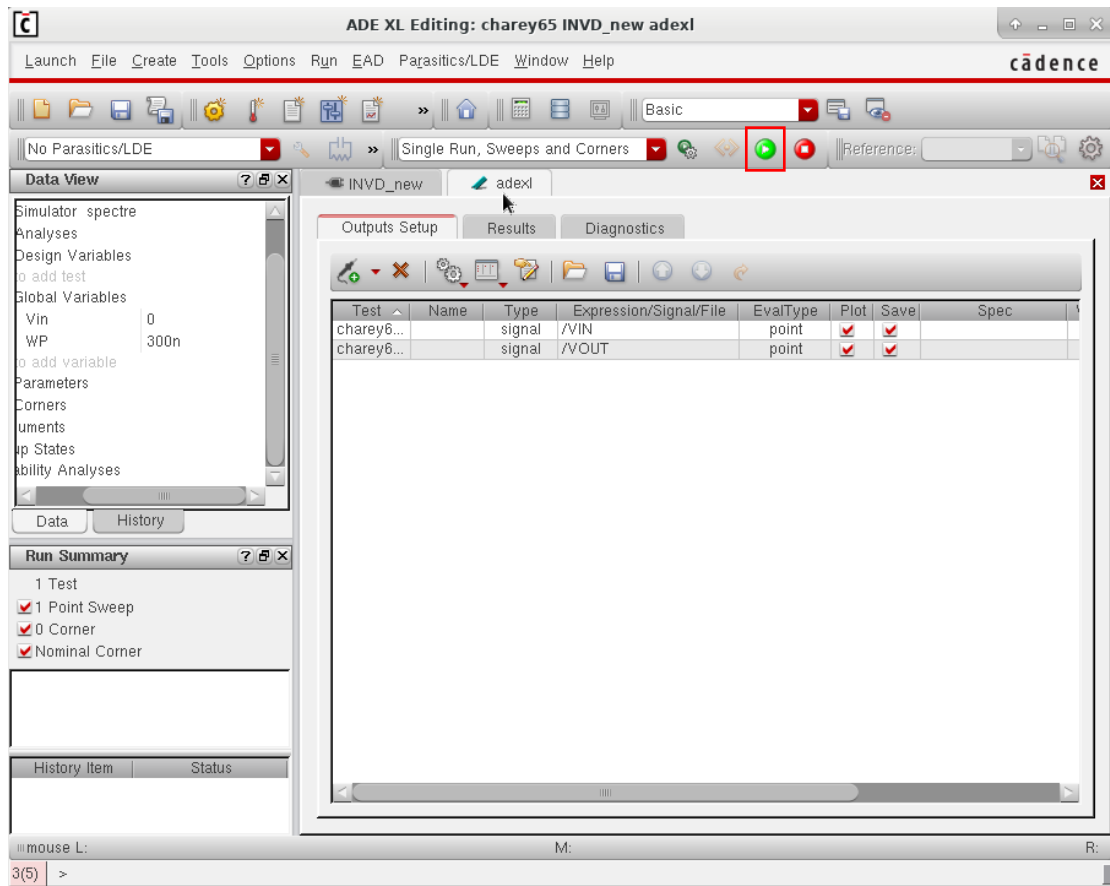 ADE XL Editing: charey65 INVD_new adexl
Launch File Create Tools Options Run EAD Parasitics/LDE Window Help cādence
» Basic
No Parasitics/LDE » Single Run, Sweeps and Corners Reference:
Data View
Simulator spectre
Analyses
Design Variables
to add test
Global Variables
Vin 0
WP 300n
to add variable
Parameters
Corners
uments
up States
ability Analyses
Data History
Run Summary
1 Test
1 Point Sweep
0 Corner
Nominal Corner
History Item Status
INVD_new adexl
Outputs Setup Results Diagnostics
Test Name Type Expression/Signal/File EvalType Plot Save Spec
charey6... signal /VIN point
charey6... signal /VOUT point
mouse L: M: R:
3(5) >